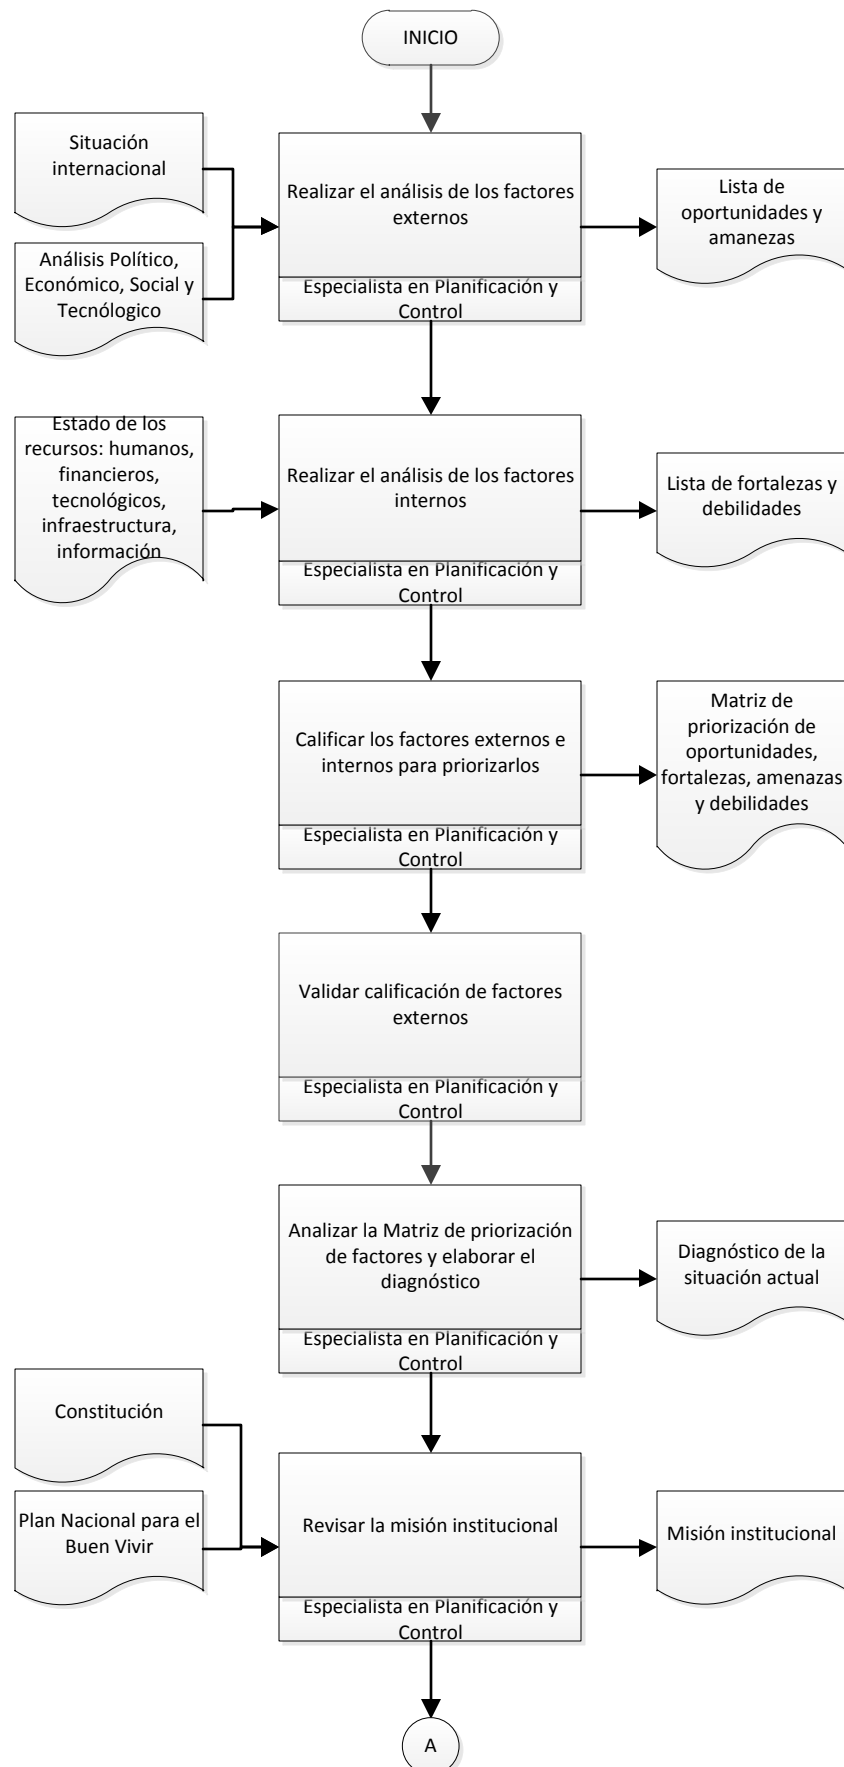 INICIO
Situación
internacional
Análisis Político,
Económico, Social y
Tecnólogico
Realizar el análisis de los factores
externos
Especialista en Planificación y
Control
Lista de
oportunidades y
amanezas
Estado de los
recursos: humanos,
financieros,
tecnológicos,
infraestructura,
información
Realizar el análisis de los factores
internos
Especialista en Planificación y
Control
Lista de fortalezas y
debilidades
Calificar los factores externos e
internos para priorizarlos
Especialista en Planificación y
Control
Matriz de
priorización de
oportunidades,
fortalezas, amenazas
y debilidades
Validar calificación de factores
externos
Especialista en Planificación y
Control
Analizar la Matriz de priorización
de factores y elaborar el
diagnóstico
Especialista en Planificación y
Control
Diagnóstico de la
situación actual
Constitución
Plan Nacional para el
Buen Vivir
Revisar la misión institucional
Especialista en Planificación y
Control
Misión institucional
A